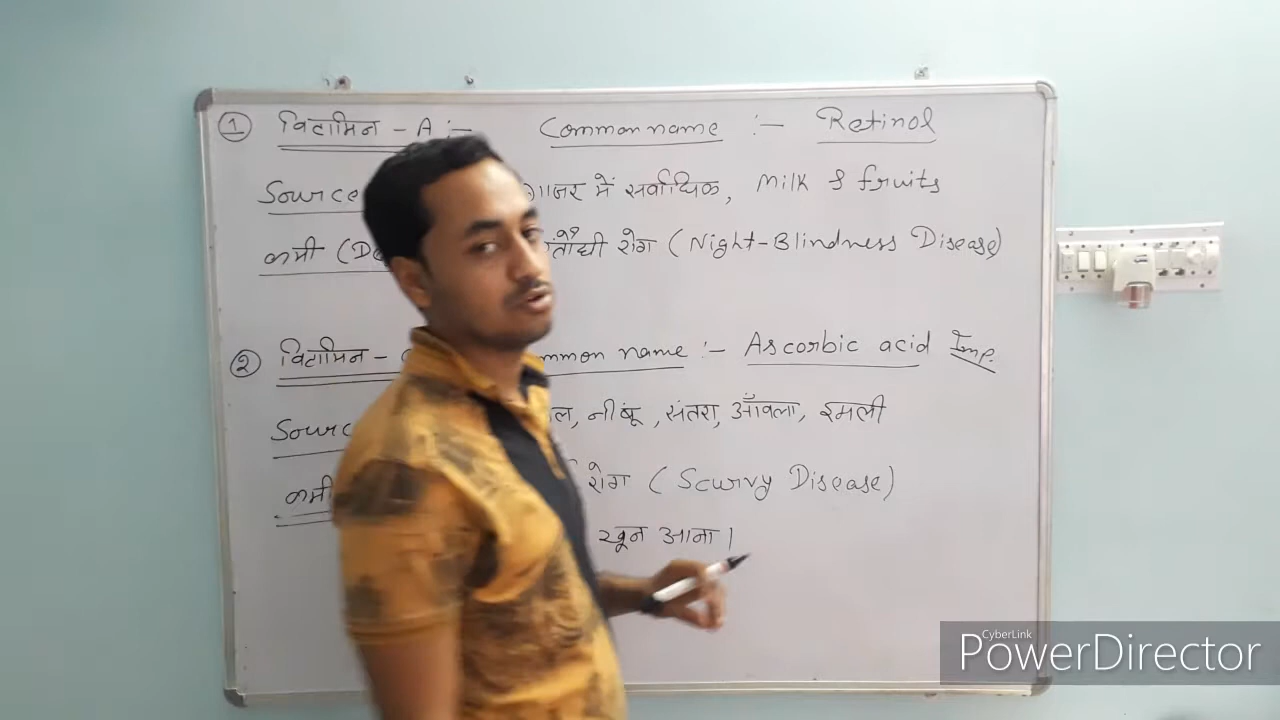 ① विटामिन - A :- Common name :- Retinol
Source गाजर में सर्वाधिक, Milk & fruits
कमी (De रतौंधी रोग (Night-Blindness Disease)
② विटामिन - mmon name :- Ascorbic acid Imp.
Sourc ल, नींबू, संतरा, आँवला, इमली
कमी रोग (Scurvy Disease)
खून आना।
CyberLink
PowerDirector